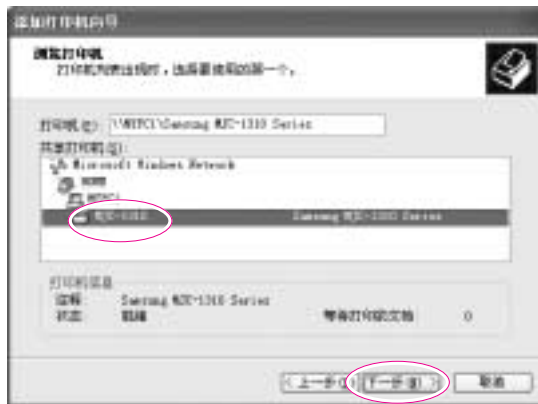 添加打印机向导
浏览打印机
打印机列表出现时，选择要使用的那一个。
打印机(P): \\MFPC1\Samsung MJC-1310 Series
共享打印机(S):
Microsoft Windows Network
Samsung MJC-1310 Series
打印机信息
注释 Samsung MJC-1310 Series
状态 就绪 等待打印的文档 0
< 上一步(B) 下一步(N) > 取消